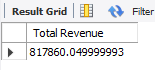 Result Grid Filter
Total Revenue
817860.049999993